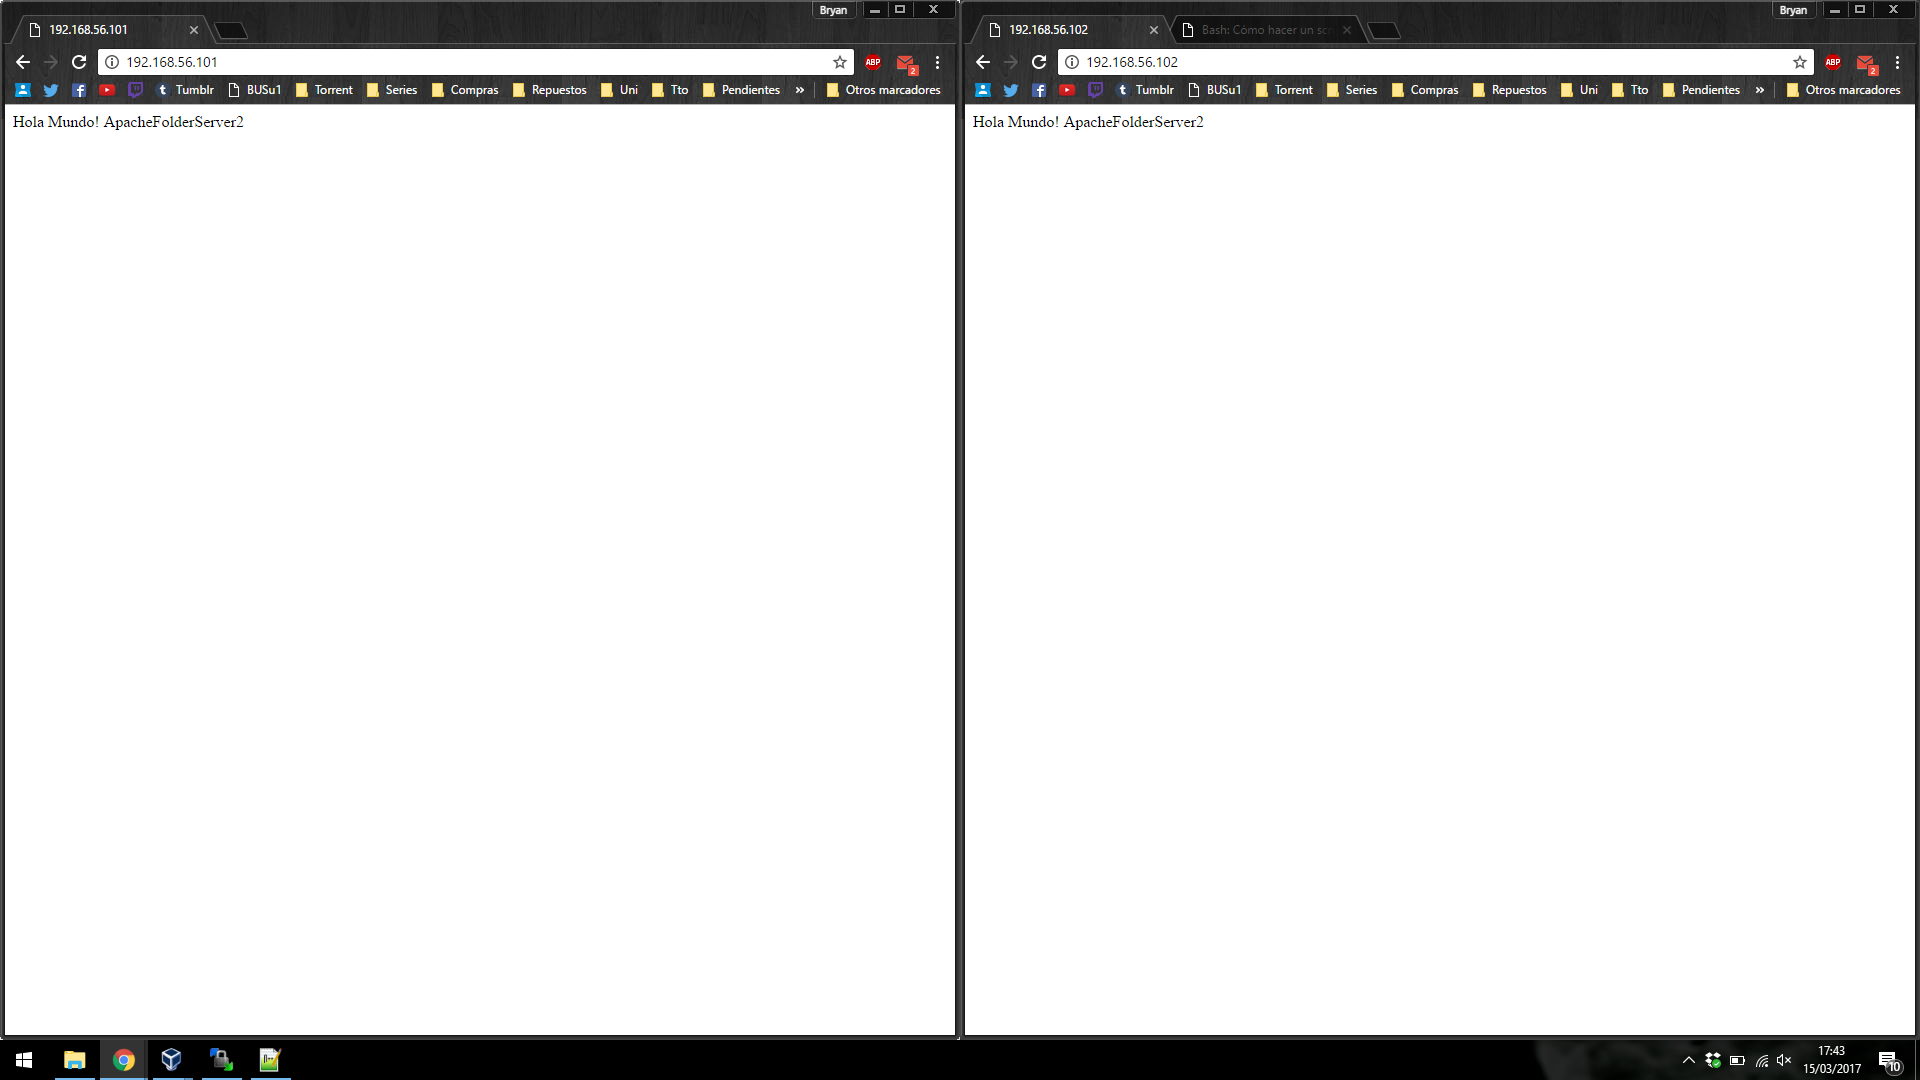 Bryan
192.168.56.101
192.168.56.101
ABP
2
Tumblr BUSu1 Torrent Series Compras Repuestos Uni Tto Pendientes » Otros marcadores
Hola Mundo! ApacheFolderServer2
Bryan
192.168.56.102 Bash: Cómo hacer un scr
192.168.56.102
ABP
2
Tumblr BUSu1 Torrent Series Compras Repuestos Uni Tto Pendientes » Otros marcadores
Hola Mundo! ApacheFolderServer2
17:43
15/03/2017
10